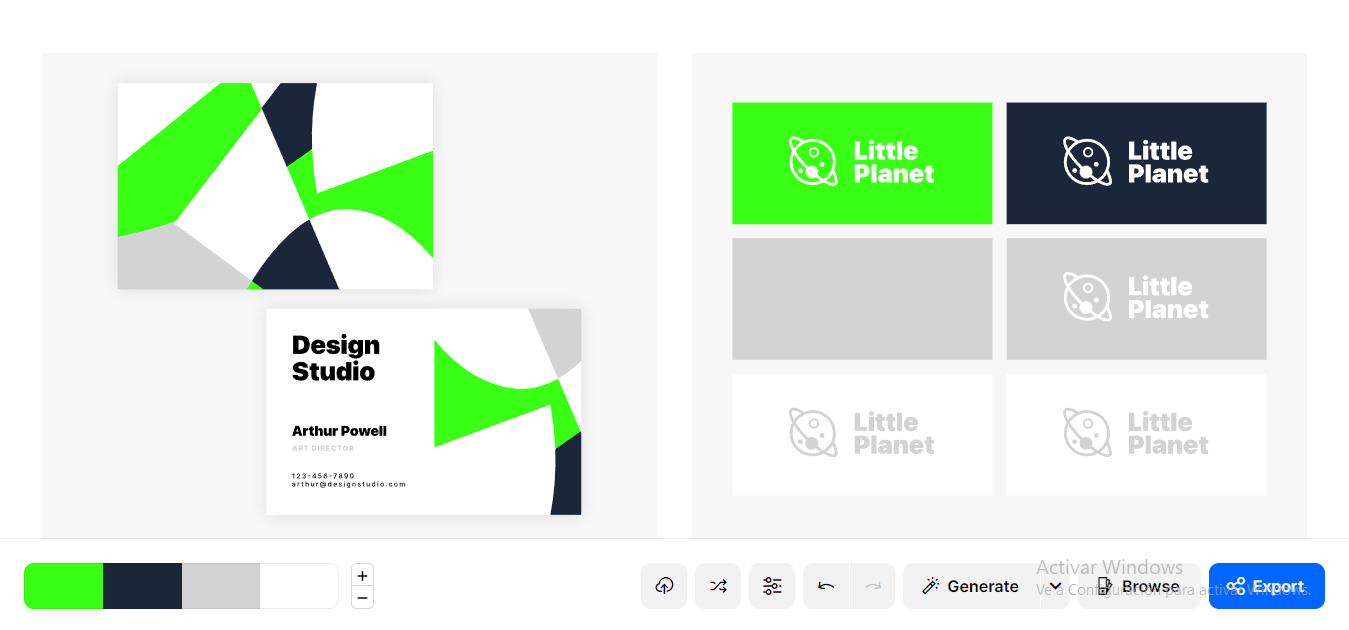 Design
Studio
Arthur Powell
ART DIRECTOR
123-456-7890
arthur@designstudio.com
Little
Planet
Little
Planet
Little
Planet
Little
Planet
Little
Planet
Generate
Browse
Export
Activar Windows
Ve a Configuración para activar Windows.